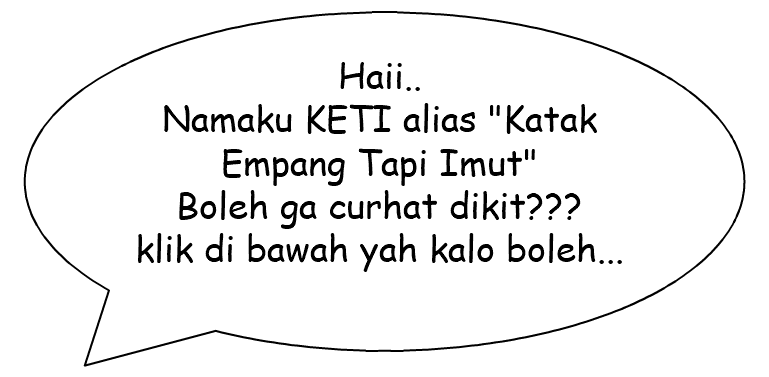 Haii..
Namaku KETI alias "Katak
Empang Tapi Imut"
Boleh ga curhat dikit???
klik di bawah yah kalo boleh...